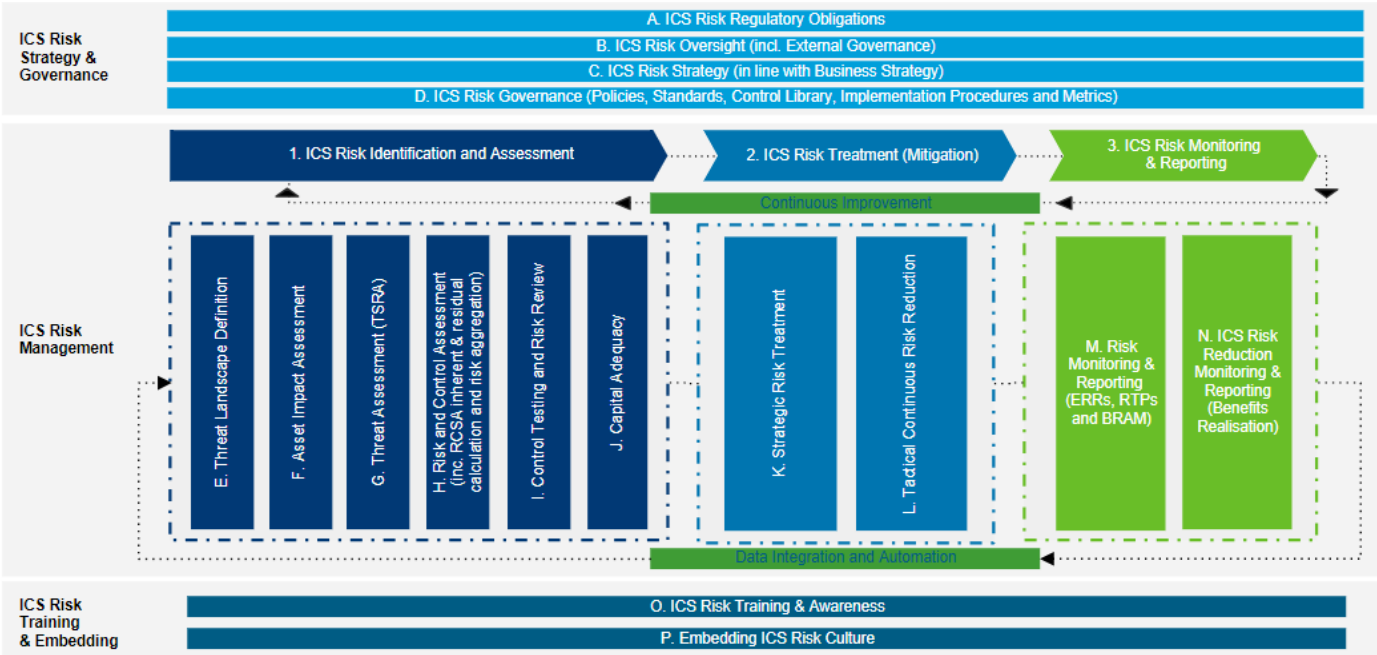 ICS Risk
Strategy &
Governance
A. ICS Risk Regulatory Obligations
B. ICS Risk Oversight (incl. External Governance)
C. ICS Risk Strategy (in line with Business Strategy)
D. ICS Risk Governance (Policies, Standards, Control Library, Implementation Procedures and Metrics)
ICS Risk
Management
1. ICS Risk Identification and Assessment
2. ICS Risk Treatment (Mitigation)
3. ICS Risk Monitoring
& Reporting
Continuous Improvement
E. Threat Landscape Definition
F. Asset Impact Assessment
G. Threat Assessment (TSRA)
H. Risk and Control Assessment
(inc. RCSA inherent & residual
calculation and risk aggregation)
I. Control Testing and Risk Review
J. Capital Adequacy
K. Strategic Risk Treatment
L. Tactical Continuous Risk Reduction
M. Risk
Monitoring &
Reporting
(ERRs, RTPs
and BRAM)
N. ICS Risk
Reduction
Monitoring &
Reporting
(Benefits
Realisation)
Data Integration and Automation
ICS Risk
Training
& Embedding
O. ICS Risk Training & Awareness
P. Embedding ICS Risk Culture